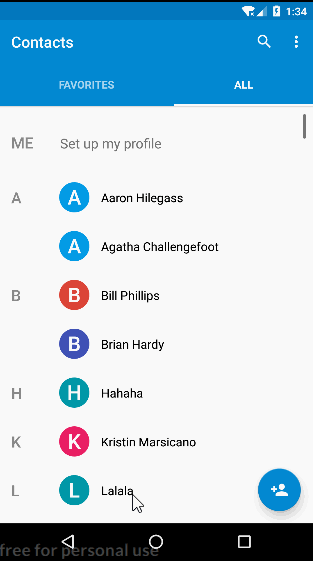 1:34
Contacts
FAVORITES ALL
ME Set up my profile
A A Aaron Hilegass
A Agatha Challengefoot
B B Bill Phillips
B Brian Hardy
H H Hahaha
K K Kristin Marsicano
L L Lalala
free for personal use